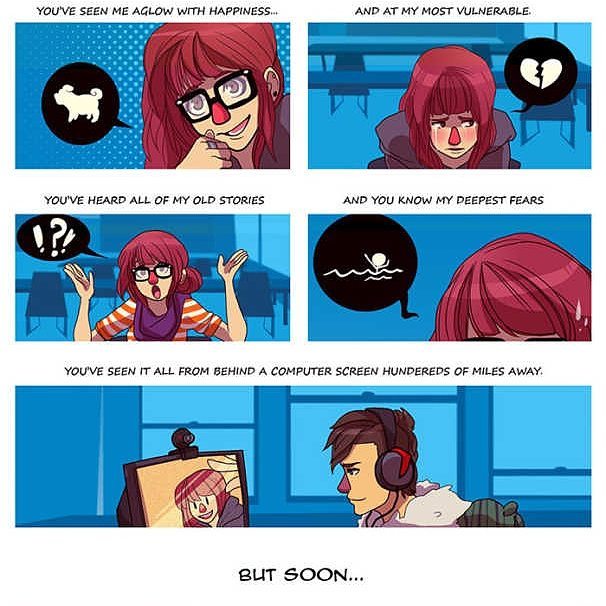 YOU'VE SEEN ME AGLOW WITH HAPPINESS...
AND AT MY MOST VULNERABLE.
YOU'VE HEARD ALL OF MY OLD STORIES
!?!
AND YOU KNOW MY DEEPEST FEARS
YOU'VE SEEN IT ALL FROM BEHIND A COMPUTER SCREEN HUNDEREDS OF MILES AWAY.
BUT SOON...